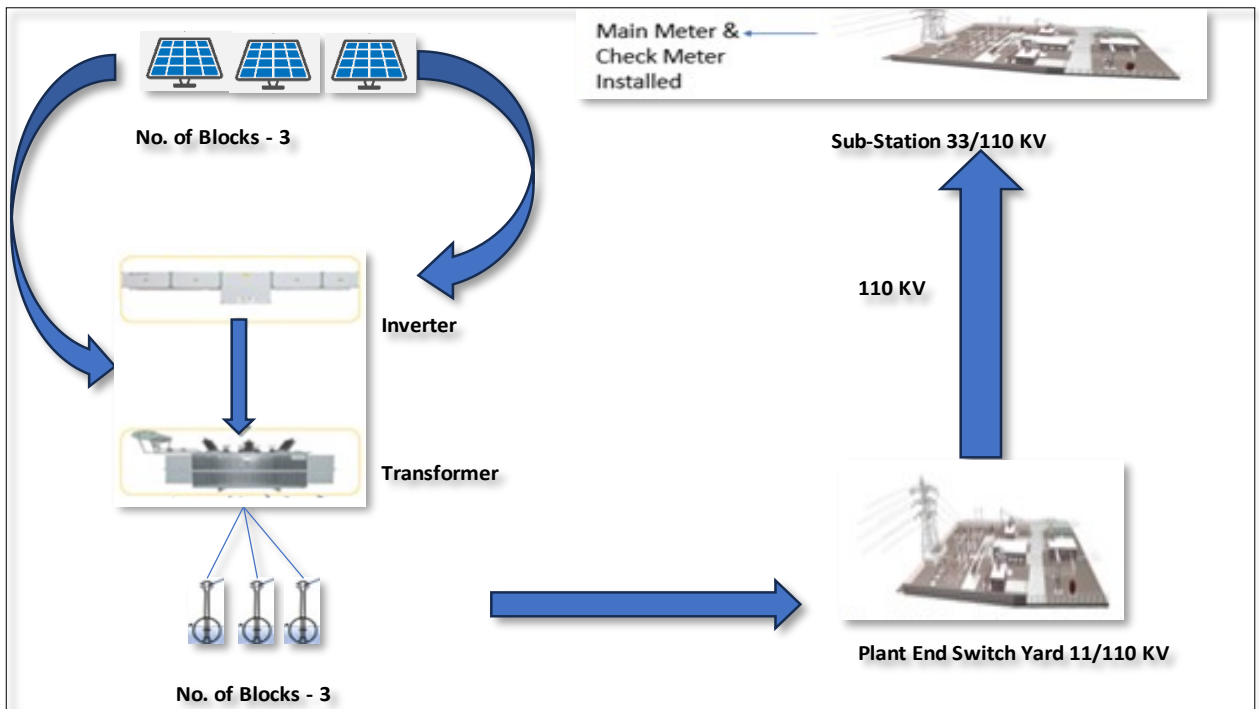 Main Meter &
Check Meter
Installed
No. of Blocks - 3
Sub-Station 33/110 KV
110 KV
Inverter
Transformer
Plant End Switch Yard 11/110 KV
No. of Blocks - 3